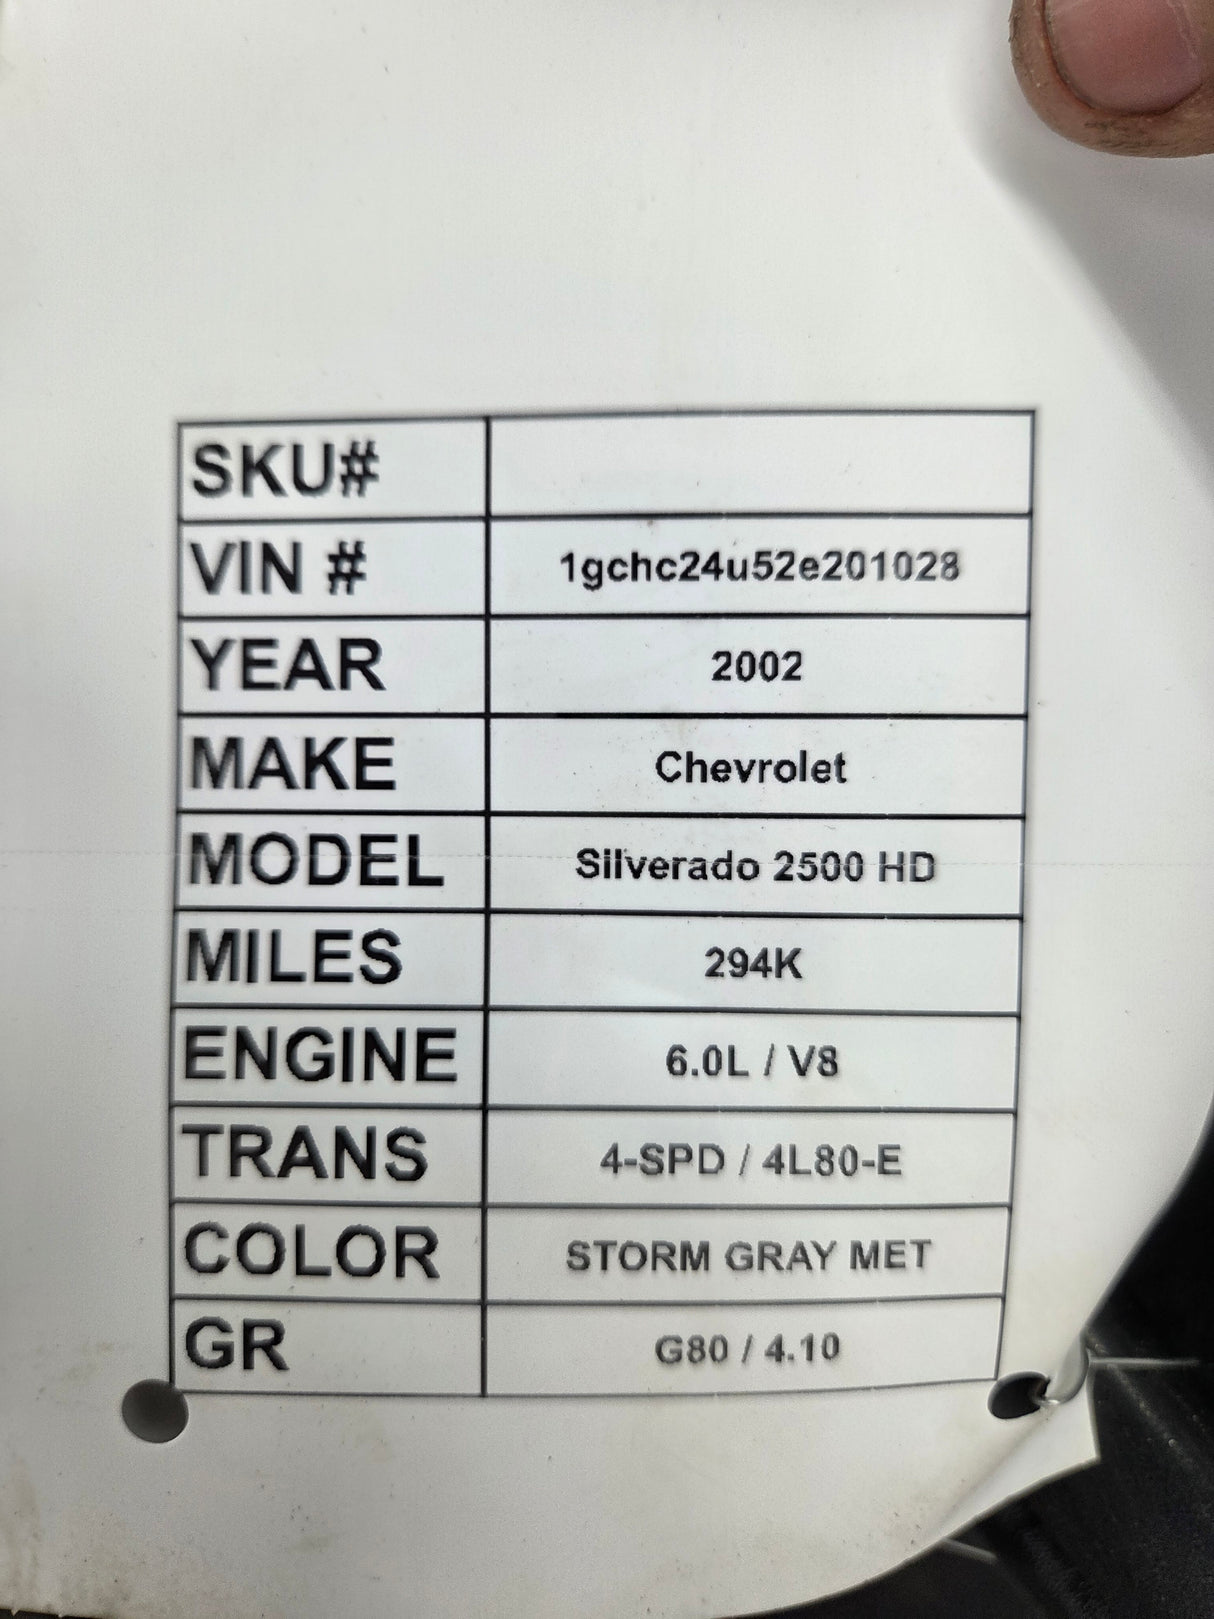 SKU#
VIN # 1gchc24u52e201028
YEAR 2002
MAKE Chevrolet
MODEL Silverado 2500 HD
MILES 294K
ENGINE 6.0L / V8
TRANS 4-SPD / 4L80-E
COLOR STORM GRAY MET
GR G80 / 4.10